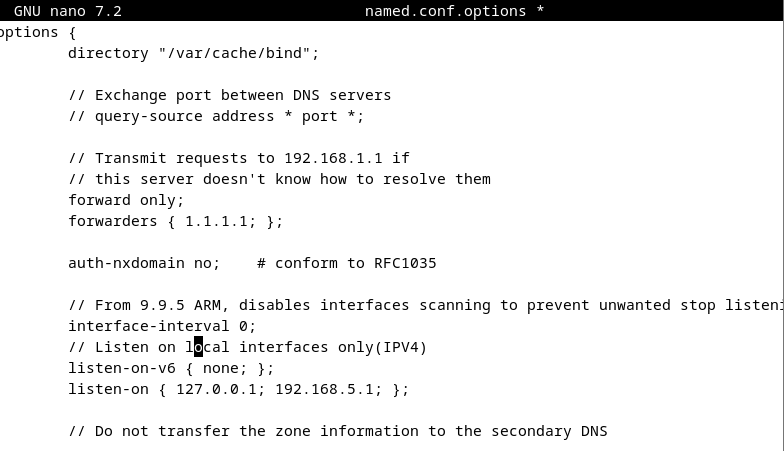 GNU nano 7.2 named.conf.options *
options {
directory "/var/cache/bind";
// Exchange port between DNS servers
// query-source address * port *;
// Transmit requests to 192.168.1.1 if
// this server doesn't know how to resolve them
forward only;
forwarders { 1.1.1.1; };
auth-nxdomain no;    # conform to RFC1035
// From 9.9.5 ARM, disables interfaces scanning to prevent unwanted stop listeni
interface-interval 0;
// Listen on local interfaces only(IPV4)
listen-on-v6 { none; };
listen-on { 127.0.0.1; 192.168.5.1; };
// Do not transfer the zone information to the secondary DNS